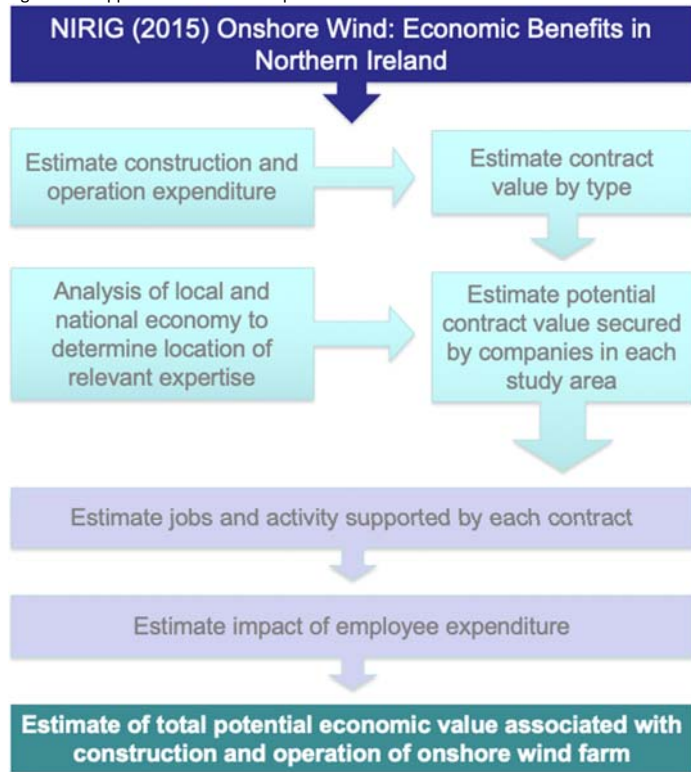 NIRIG (2015) Onshore Wind: Economic Benefits in
Northern Ireland
Estimate construction and
operation expenditure
Estimate contract
value by type
Analysis of local and
national economy to
determine location of
relevant expertise
Estimate potential
contract value secured
by companies in each
study area
Estimate jobs and activity supported by each contract
Estimate impact of employee expenditure
Estimate of total potential economic value associated with
construction and operation of onshore wind farm